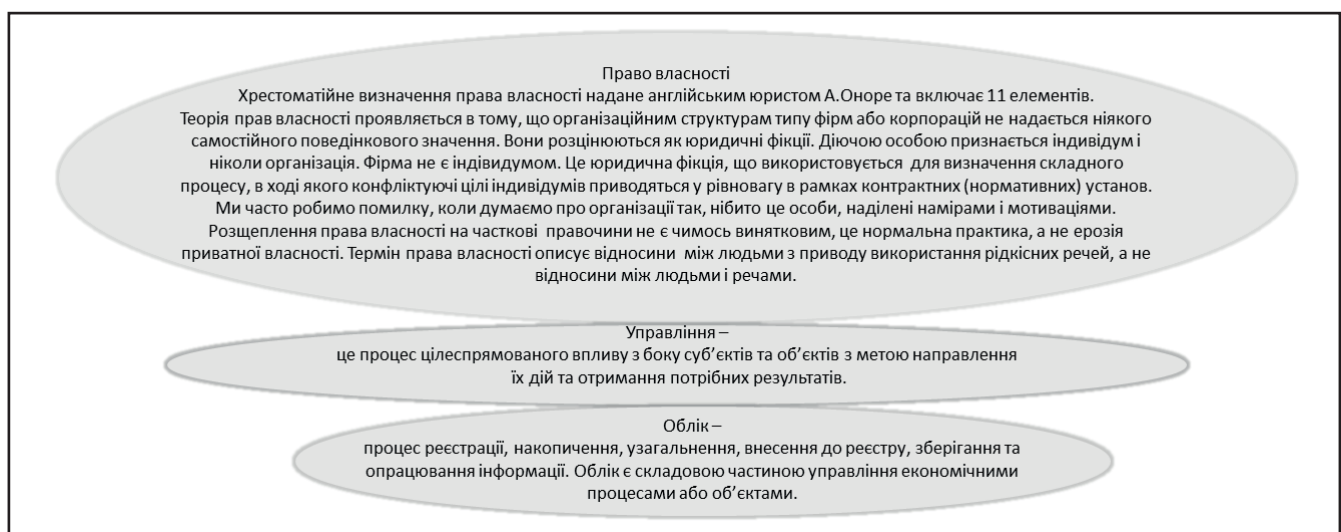 Право власності
Хрестоматійне визначення права власності надане англійським юристом А.Оноре та включає 11 елементів.
Теорія прав власності проявляється в тому, що організаційним структурам типу фірм або корпорацій не надається ніякого
самостійного поведінкового значення. Вони розцінюються як юридичні фікції. Діючою особою признається індивідум і
ніколи організація. Фірма не є індівидумом. Це юридична фікція, що використовується для визначення складного
процесу, в ході якого конфліктуючі цілі індивідумів приводяться у рівновагу в рамках контрактних (нормативних) установ.
Ми часто робимо помилку, коли думаємо про організації так, нібито це особи, наділені намірами і мотиваціями.
Розщеплення права власності на часткові правочини не є чимось винятковим, це нормальна практика, а не ерозія
приватної власності. Термін права власності описує відносини між людьми з приводу використання рідкісних речей, а не
відносини між людьми і речами.
Управління –
це процес цілеспрямованого впливу з боку суб’єктів та об’єктів з метою направлення
їх дій та отримання потрібних результатів.
Облік –
процес реєстрації, накопичення, узагальнення, внесення до реєстру, зберігання та
опрацювання інформації. Облік є складовою частиною управління економічними
процесами або об’єктами.